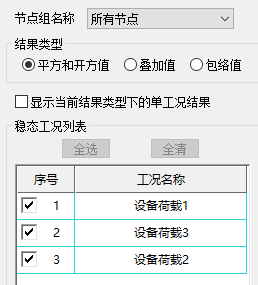 节点组名称 所有节点
结果类型
平方和开方值 叠加值 包络值
显示当前结果类型下的单工况结果
稳态工况列表
全选 全清
序号 工况名称
1 设备荷载1
2 设备荷载3
3 设备荷载2